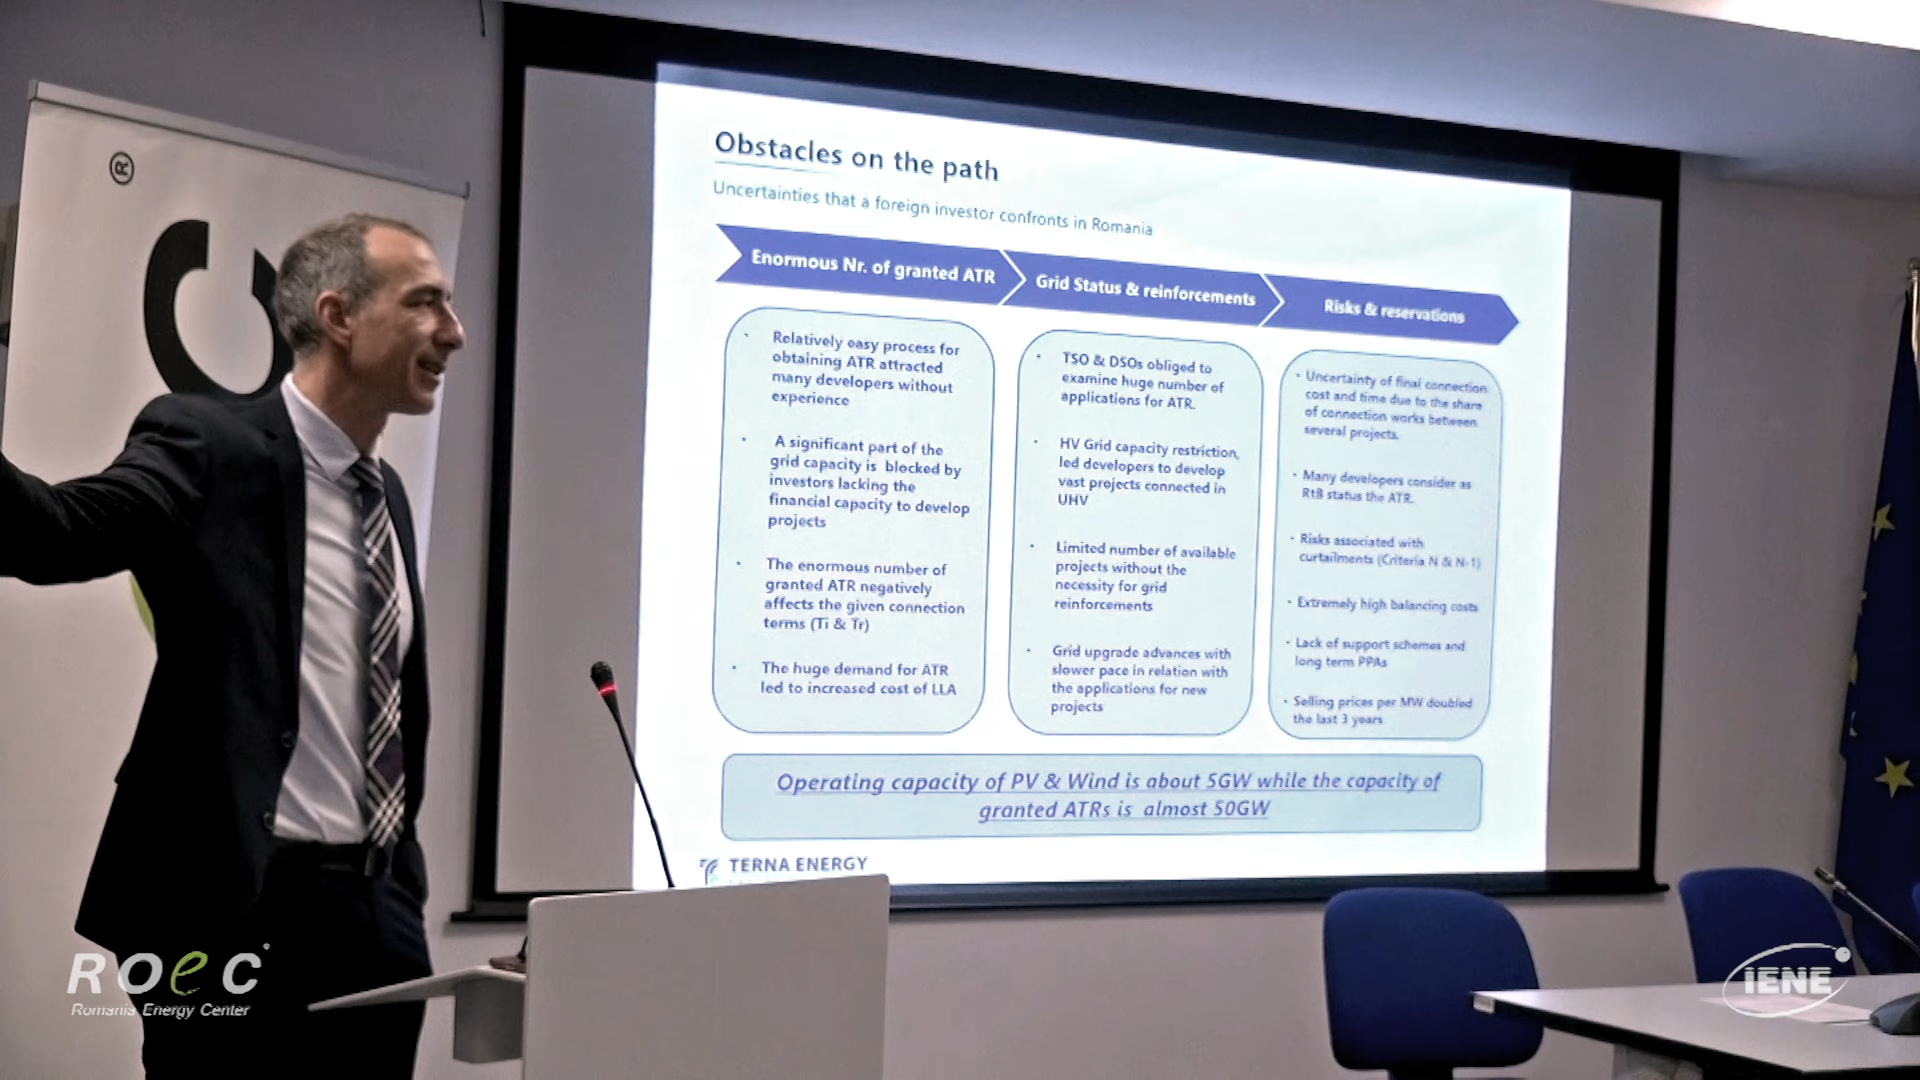 ®
Obstacles on the path
Uncertainties that a foreign investor confronts in Romania
Enormous Nr. of granted ATR
Grid Status & reinforcements
Risks & reservations
• Relatively easy process for
obtaining ATR attracted
many developers without
experience
• A significant part of the
grid capacity is blocked by
investors lacking the
financial capacity to develop
projects
• The enormous number of
granted ATR negatively
affects the given connection
terms (Ti & Tr)
• The huge demand for ATR
led to increased cost of LLA
• TSO & DSOs obliged to
examine huge number of
applications for ATR.
• HV Grid capacity restriction,
led developers to develop
vast projects connected in
UHV
• Limited number of available
projects without the
necessity for grid
reinforcements
• Grid upgrade advances with
slower pace in relation with
the applications for new
projects
• Uncertainty of final connection
cost and time due to the share
of connection works between
several projects.
• Many developers consider as
RtB status the ATR.
• Risks associated with
curtailments (Criteria N & N-1)
• Extremely high balancing costs
• Lack of support schemes and
long term PPAs
• Selling prices per MW doubled
the last 3 years
Operating capacity of PV & Wind is about 5GW while the capacity of
granted ATRs is almost 50GW
TERNA ENERGY
ROeC
Romania Energy Center
IENE